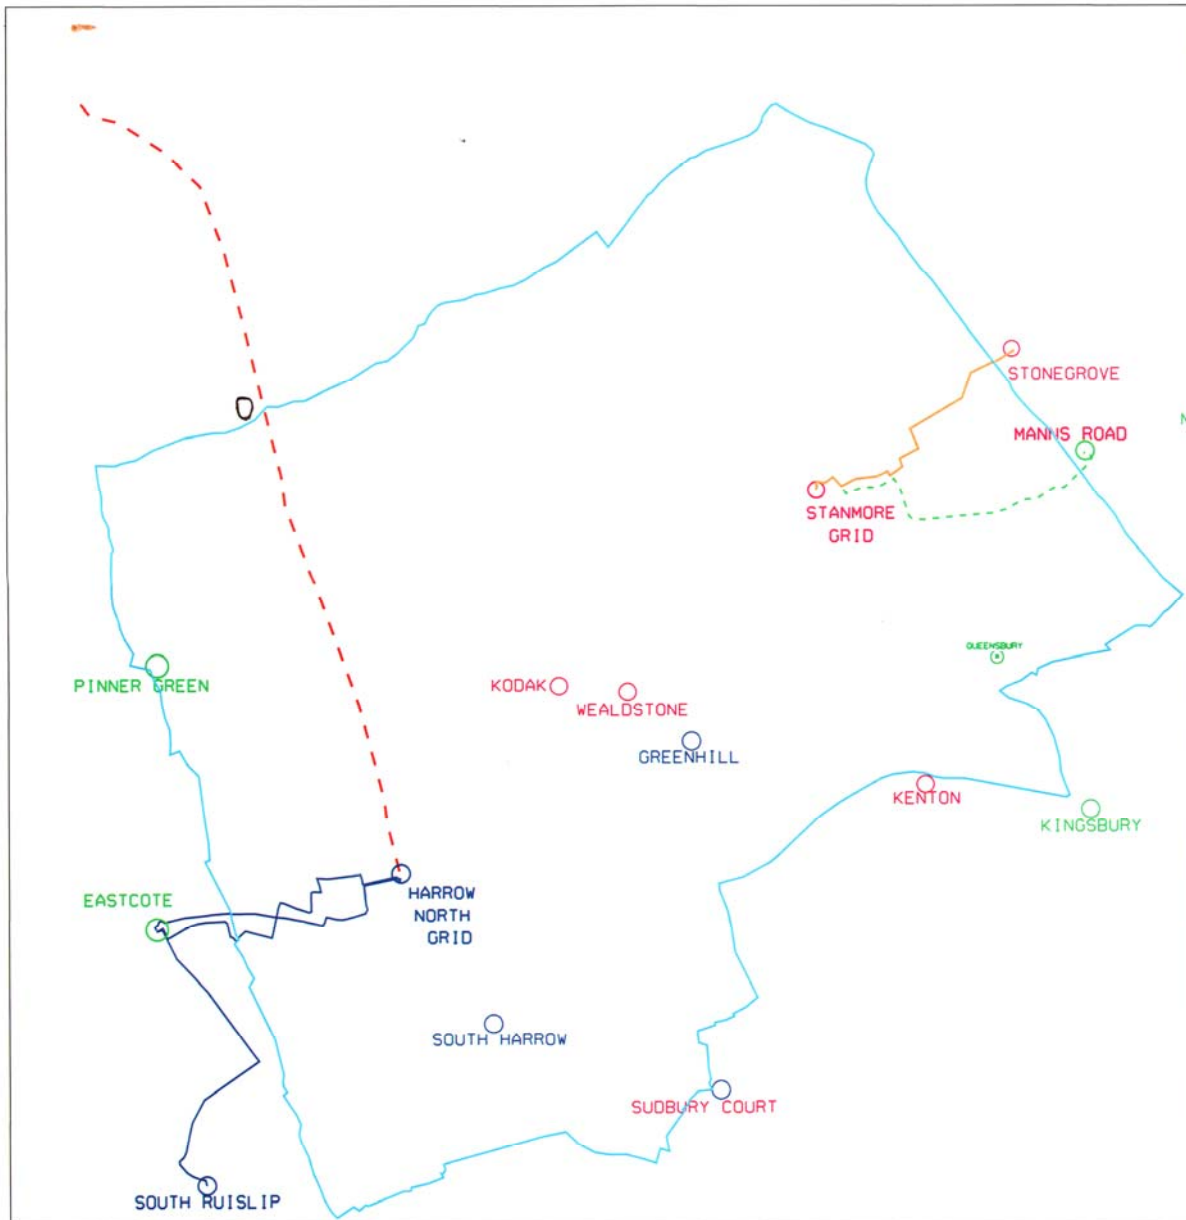 STONEGROVE
MANNS ROAD
N
STANMORE
GRID
QUEENSBURY
PINNER GREEN
KODAK
WEALDSTONE
GREENHILL
KENTON
KINGSBURY
EASTCOTE
HARROW
NORTH
GRID
SOUTH HARROW
SUDBURY COURT
SOUTH RUISLIP